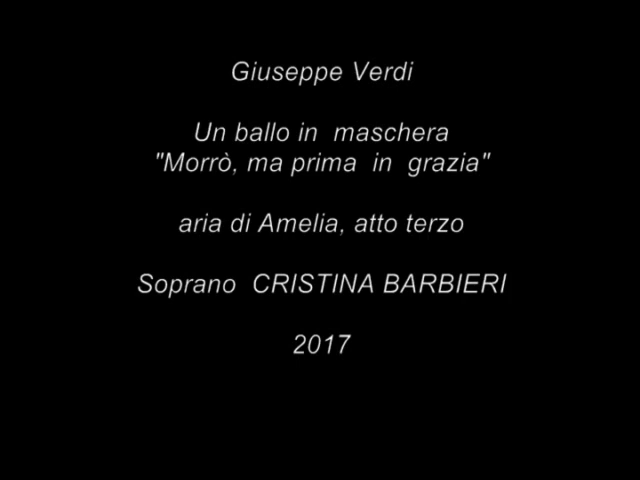 Giuseppe Verdi
Un ballo in maschera
"Morrò, ma prima in grazia"
aria di Amelia, atto terzo
Soprano CRISTINA BARBIERI
2017